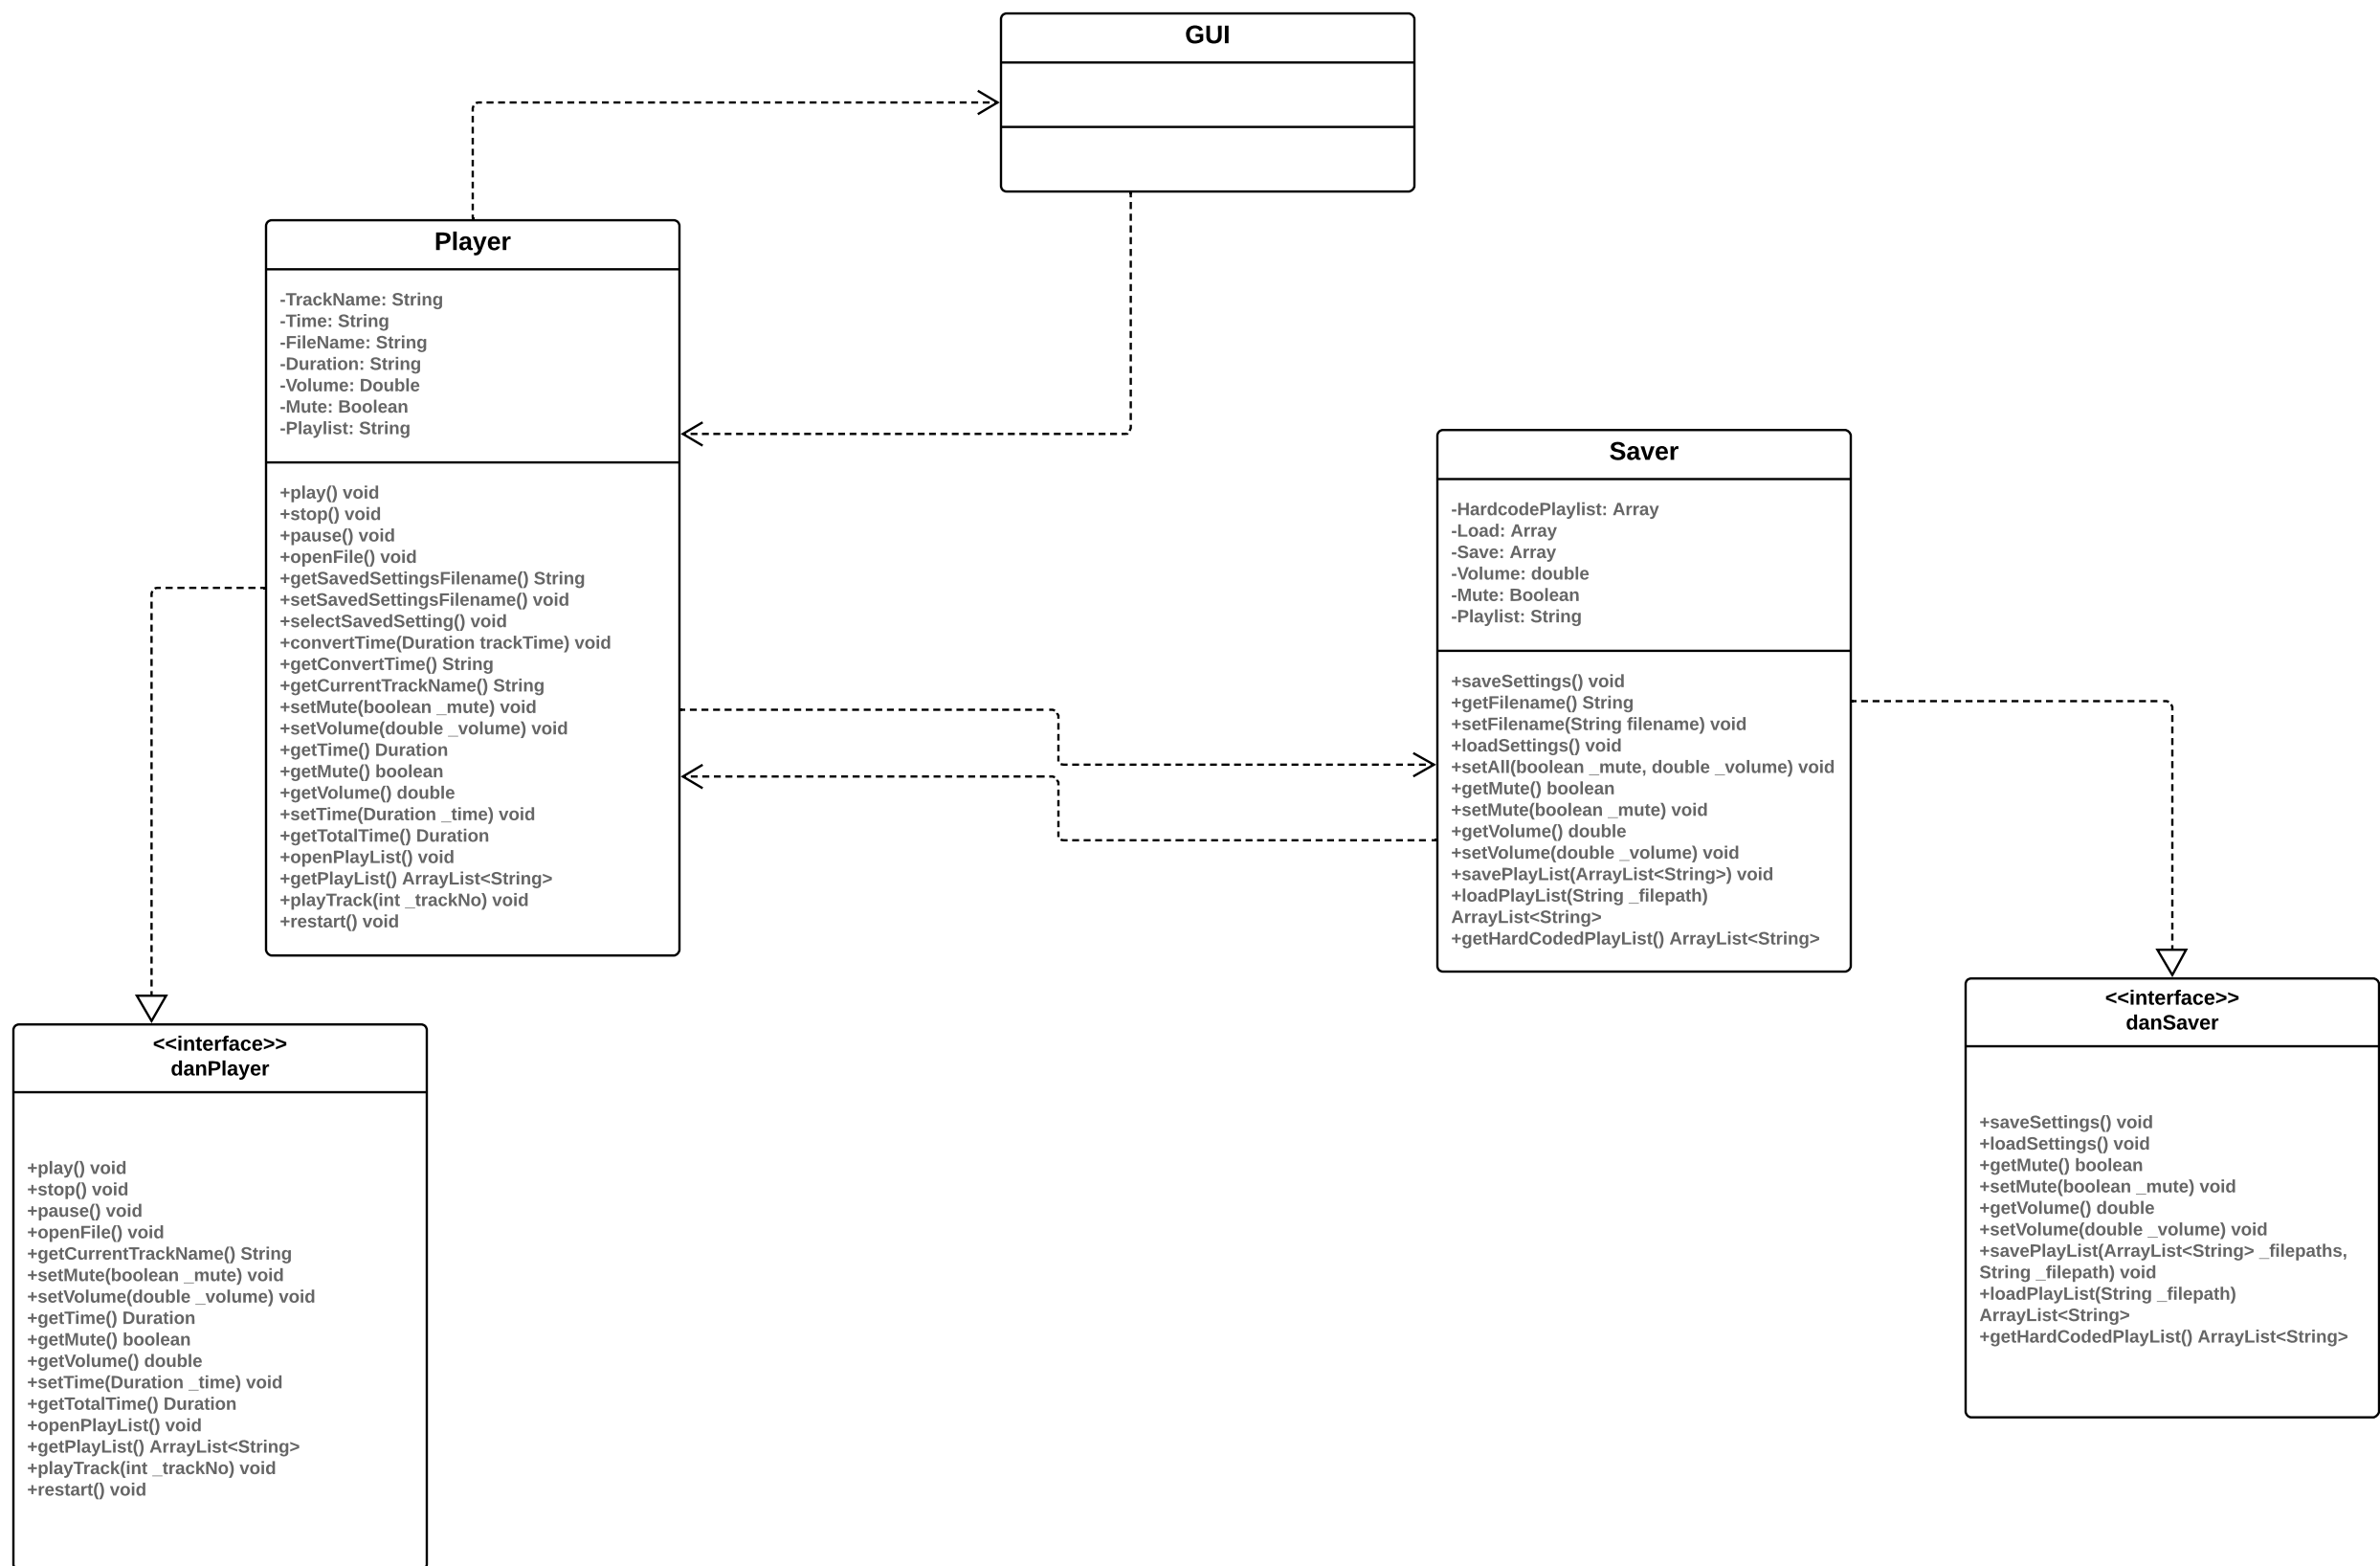 GUI
Player
-TrackName: String
-Time: String
-FileName: String
-Duration: String
-Volume: Double
-Mute: Boolean
-Playlist: String
+play() void
+stop() void
+pause() void
+openFile() void
+getSavedSettingsFilename() String
+setSavedSettingsFilename() void
+selectSavedSetting() void
+convertTime(Duration trackTime) void
+getConvertTime() String
+getCurrentTrackName() String
+setMute(boolean _mute) void
+setVolume(double _volume) void
+getTime() Duration
+getMute() boolean
+getVolume() double
+setTime(Duration _time) void
+getTotalTime() Duration
+openPlayList() void
+getPlayList() ArrayList<String>
+playTrack(int _trackNo) void
+restart() void
Saver
-HardcodePlaylist: Array
-Load: Array
-Save: Array
-Volume: double
-Mute: Boolean
-Playlist: String
+saveSettings() void
+getFilename() String
+setFilename(String filename) void
+loadSettings() void
+setAll(boolean _mute, double _volume) void
+getMute() boolean
+setMute(boolean _mute) void
+getVolume() double
+setVolume(double _volume) void
+savePlayList(ArrayList<String>) void
+loadPlayList(String _filepath)
ArrayList<String>
+getHardCodedPlayList() ArrayList<String>
<<interface>>
danPlayer
+play() void
+stop() void
+pause() void
+openFile() void
+getCurrentTrackName() String
+setMute(boolean _mute) void
+setVolume(double _volume) void
+getTime() Duration
+getMute() boolean
+getVolume() double
+setTime(Duration _time) void
+getTotalTime() Duration
+openPlayList() void
+getPlayList() ArrayList<String>
+playTrack(int _trackNo) void
+restart() void
<<interface>>
danSaver
+saveSettings() void
+loadSettings() void
+getMute() boolean
+setMute(boolean _mute) void
+getVolume() double
+setVolume(double _volume) void
+savePlayList(ArrayList<String> _filepaths,
String _filepath) void
+loadPlayList(String _filepath)
ArrayList<String>
+getHardCodedPlayList() ArrayList<String>